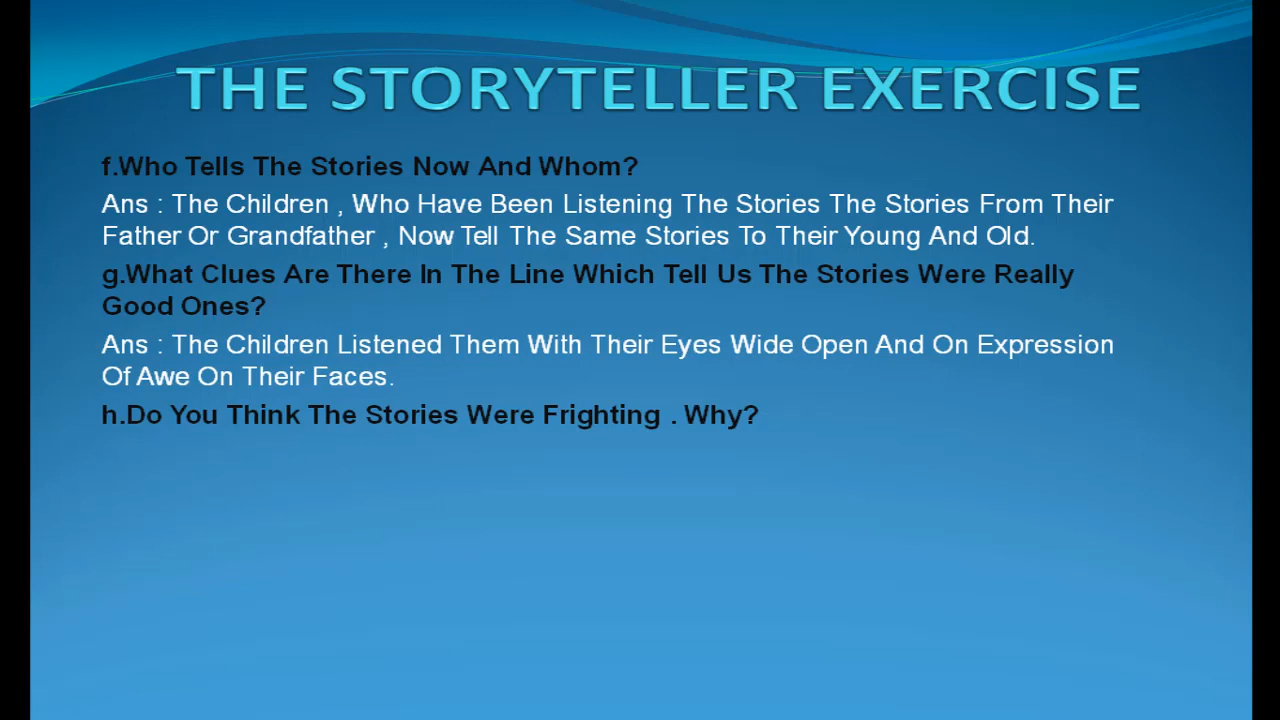 THE STORYTELLER EXERCISE
f.Who Tells The Stories Now And Whom?
Ans : The Children , Who Have Been Listening The Stories The Stories From Their
Father Or Grandfather , Now Tell The Same Stories To Their Young And Old.
g.What Clues Are There In The Line Which Tell Us The Stories Were Really
Good Ones?
Ans : The Children Listened Them With Their Eyes Wide Open And On Expression
Of Awe On Their Faces.
h.Do You Think The Stories Were Frighting . Why?